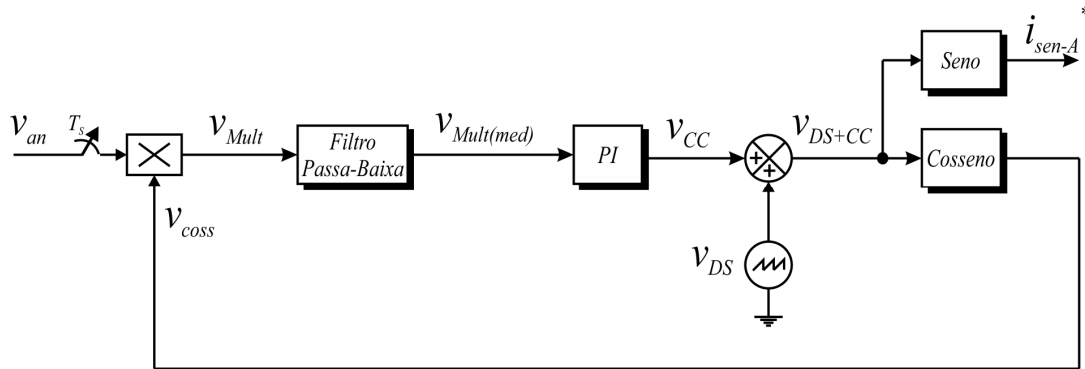 v_an
T_s
v_Mult
Filtro
Passa-Baixa
v_Mult(med)
PI
v_CC
v_DS+CC
Seno
i_sen-A*
Cosseno
v_coss
v_DS